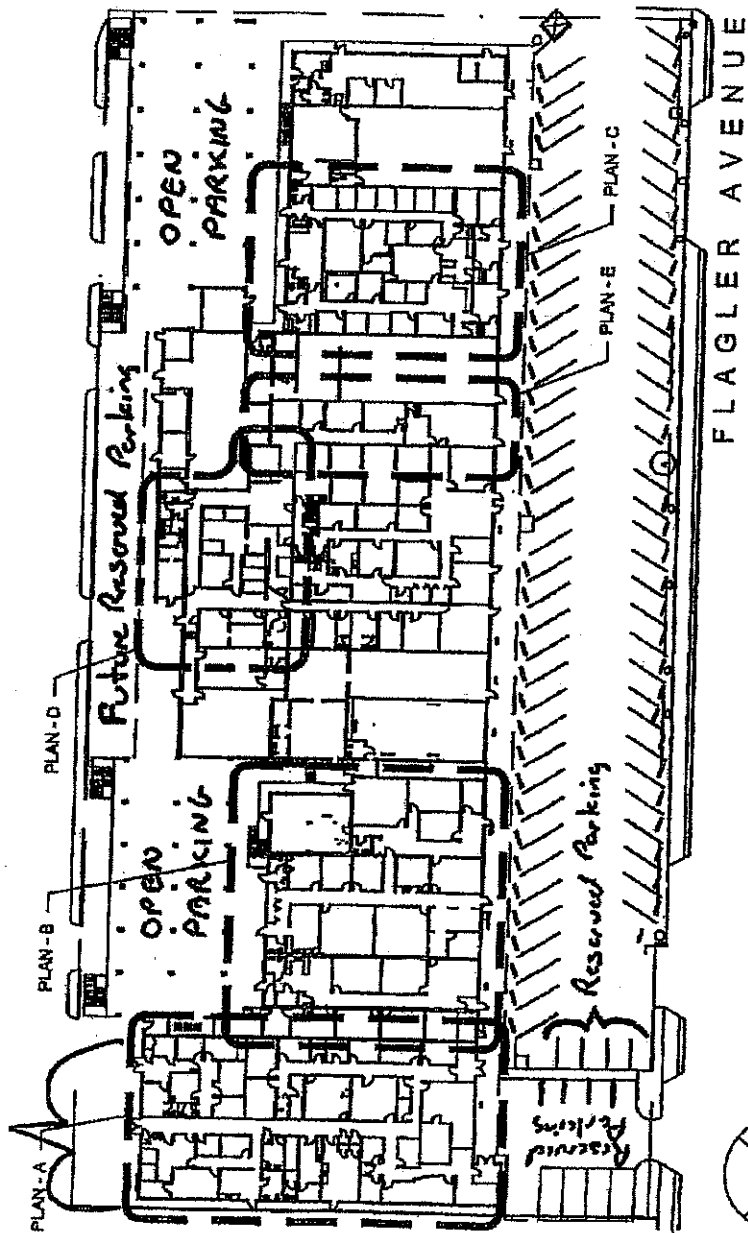 PLAN-A
PLAN-B
PLAN-D
OPEN
PARKING
Future Reserved Parking
OPEN
PARKING
PLAN-E
PLAN-C
Reserved Parking
Reserved
Parking
FLAGLER AVENUE